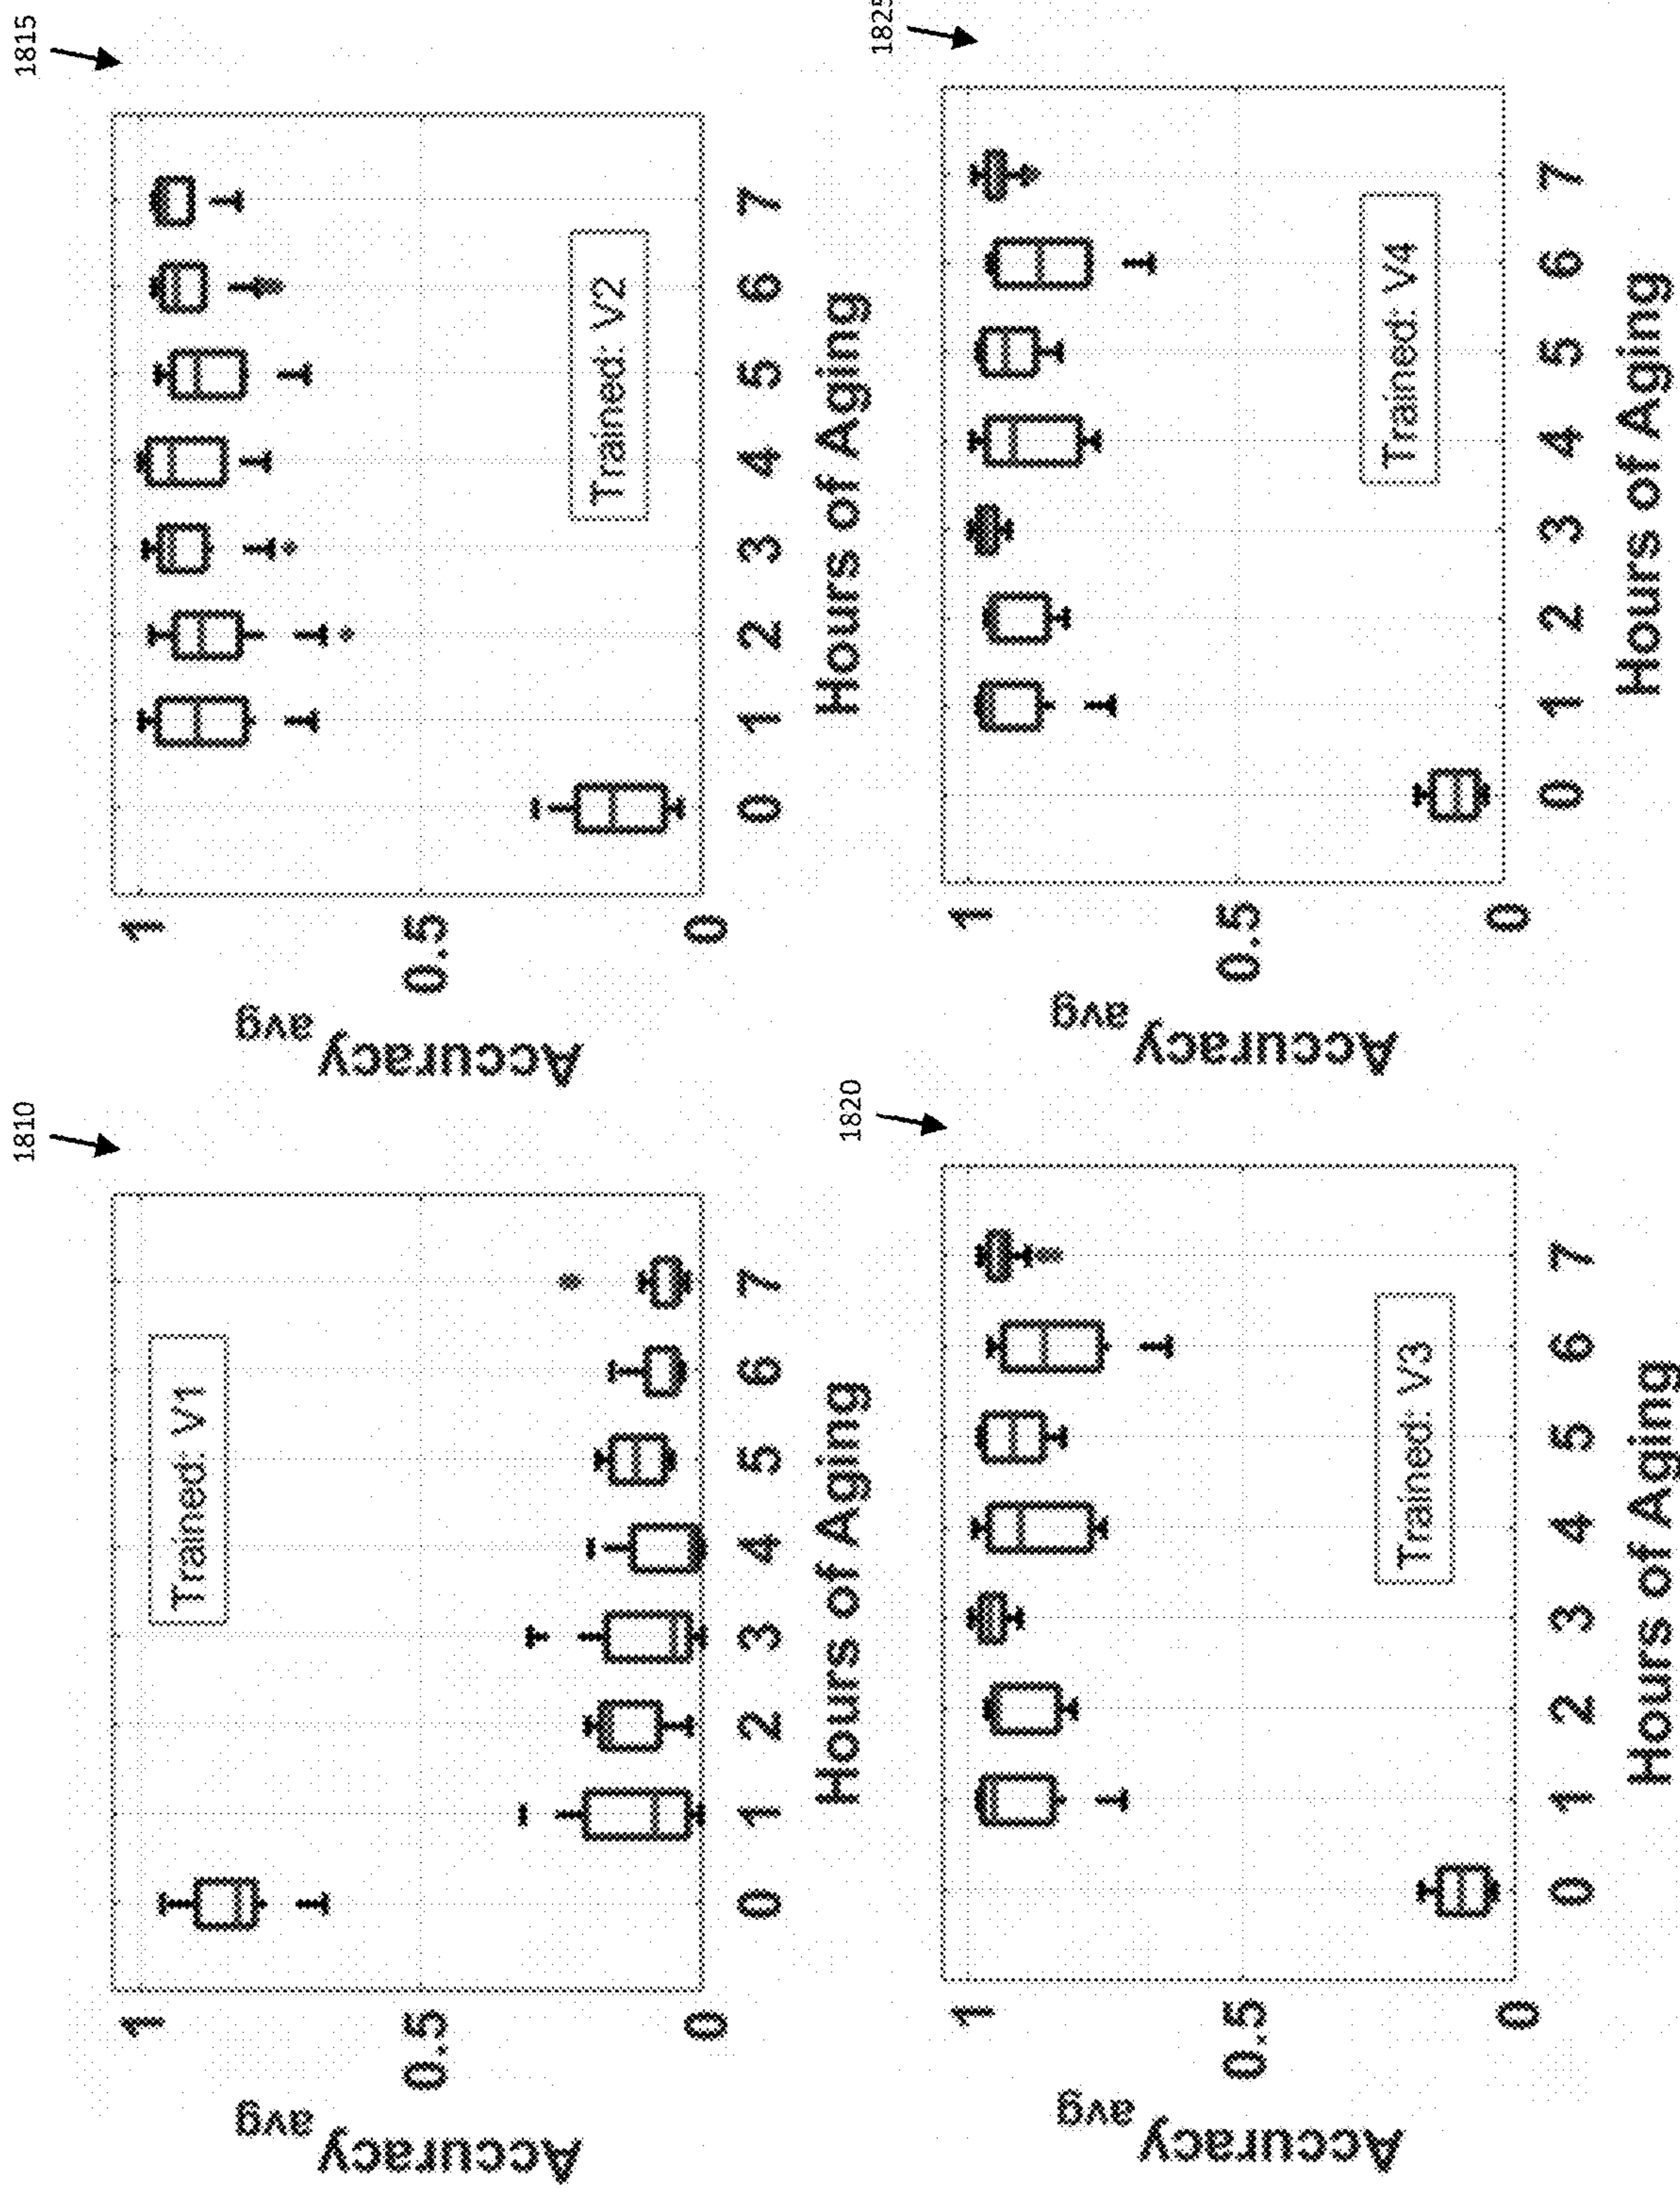 1810
Accuracy avg
1
0.5
0
Trained: V1
0 1 2 3 4 5 6 7
Hours of Aging
1815
Accuracy avg
1
0.5
0
Trained: V2
0 1 2 3 4 5 6 7
Hours of Aging
1820
Accuracy avg
1
0.5
0
Trained: V3
0 1 2 3 4 5 6 7
Hours of Aging
1825
Accuracy avg
1
0.5
0
Trained: V4
0 1 2 3 4 5 6 7
Hours of Aging